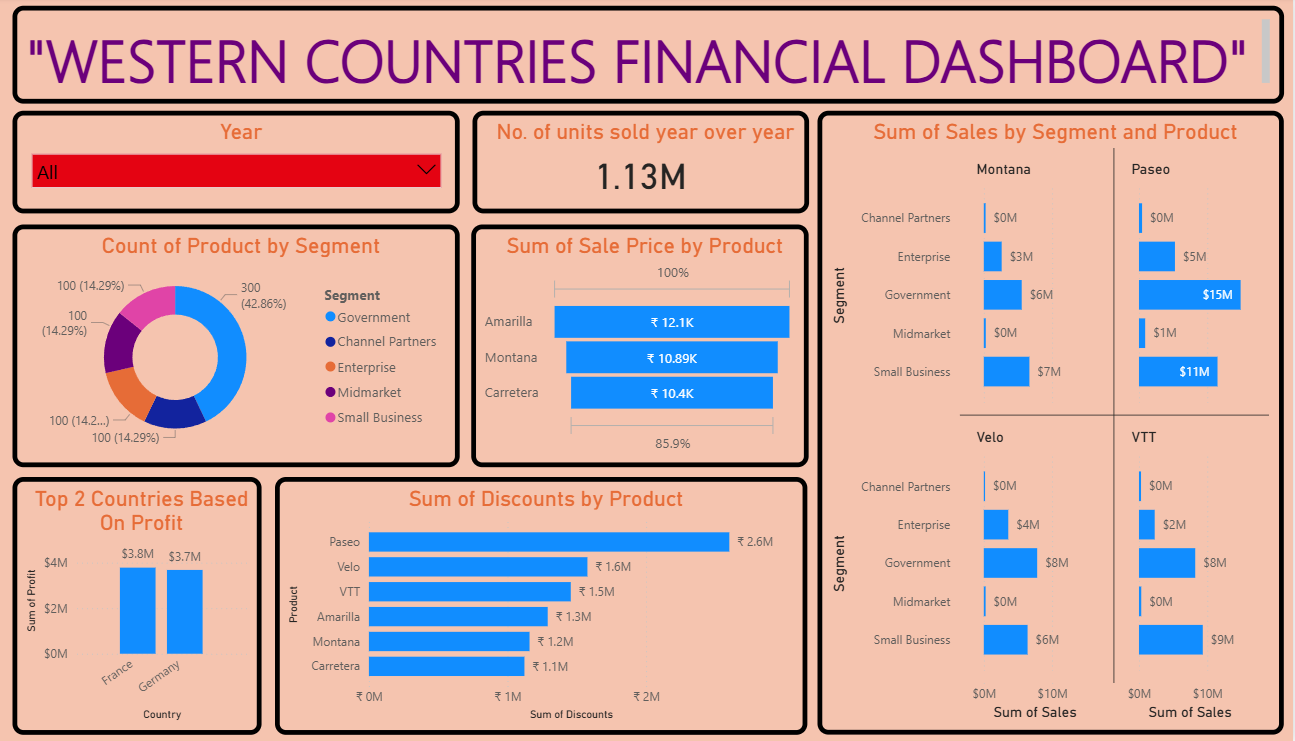 "WESTERN COUNTRIES FINANCIAL DASHBOARD"
Year
All
No. of units sold year over year
1.13M
Count of Product by Segment
100 (14.29%)
300
(42.86%)
100
(14.29%)
100 (14.2...)
100 (14.29%)
Segment
Government
Channel Partners
Enterprise
Midmarket
Small Business
Sum of Sale Price by Product
100%
Amarilla ₹ 12.1K
Montana ₹ 10.89K
Carretera ₹ 10.4K
85.9%
Top 2 Countries Based
On Profit
Sum of Profit
$4M
$2M
$0M
$3.8M
$3.7M
France
Germany
Country
Sum of Discounts by Product
Product
Paseo ₹ 2.6M
Velo ₹ 1.6M
VTT ₹ 1.5M
Amarilla ₹ 1.3M
Montana ₹ 1.2M
Carretera ₹ 1.1M
₹ 0M ₹ 1M ₹ 2M
Sum of Discounts
Sum of Sales by Segment and Product
Montana Paseo
Segment
Channel Partners $0M $0M
Enterprise $3M $5M
Government $6M $15M
Midmarket $0M $1M
Small Business $7M $11M
Velo VTT
Segment
Channel Partners $0M $0M
Enterprise $4M $2M
Government $8M $8M
Midmarket $0M $0M
Small Business $6M $9M
$0M $10M $0M $10M
Sum of Sales Sum of Sales